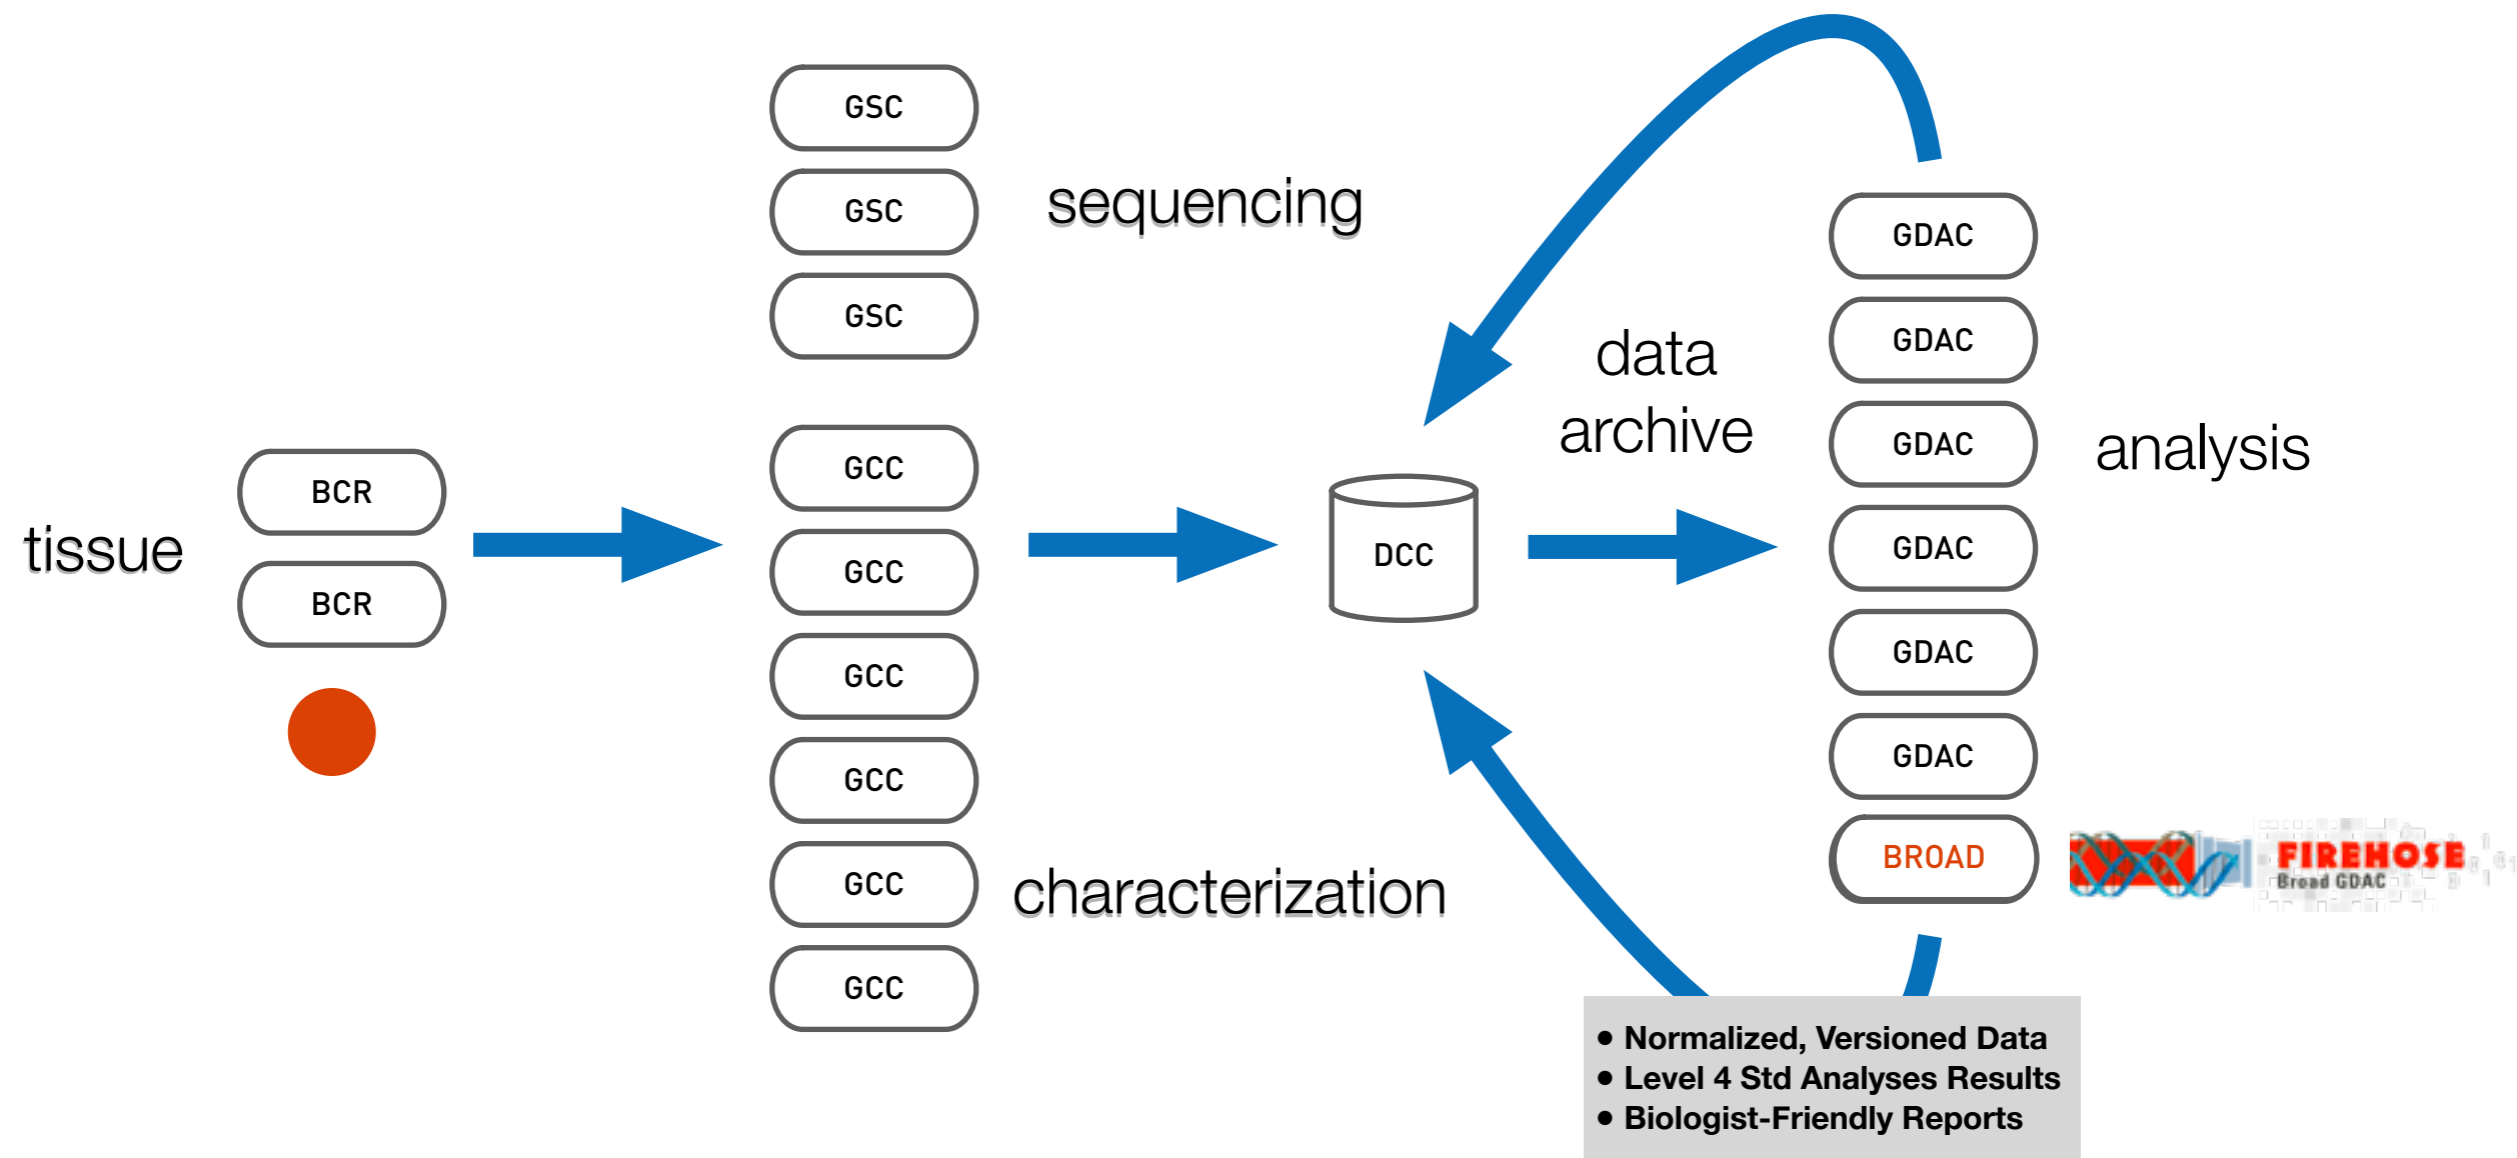 tissue
BCR
BCR
GSC
GSC
GSC
sequencing
GCC
GCC
GCC
GCC
GCC
GCC
characterization
data
archive
DCC
GDAC
GDAC
GDAC
GDAC
GDAC
GDAC
BROAD
analysis
FIREHOSE
Broad GDAC
• Normalized, Versioned Data
• Level 4 Std Analyses Results
• Biologist-Friendly Reports